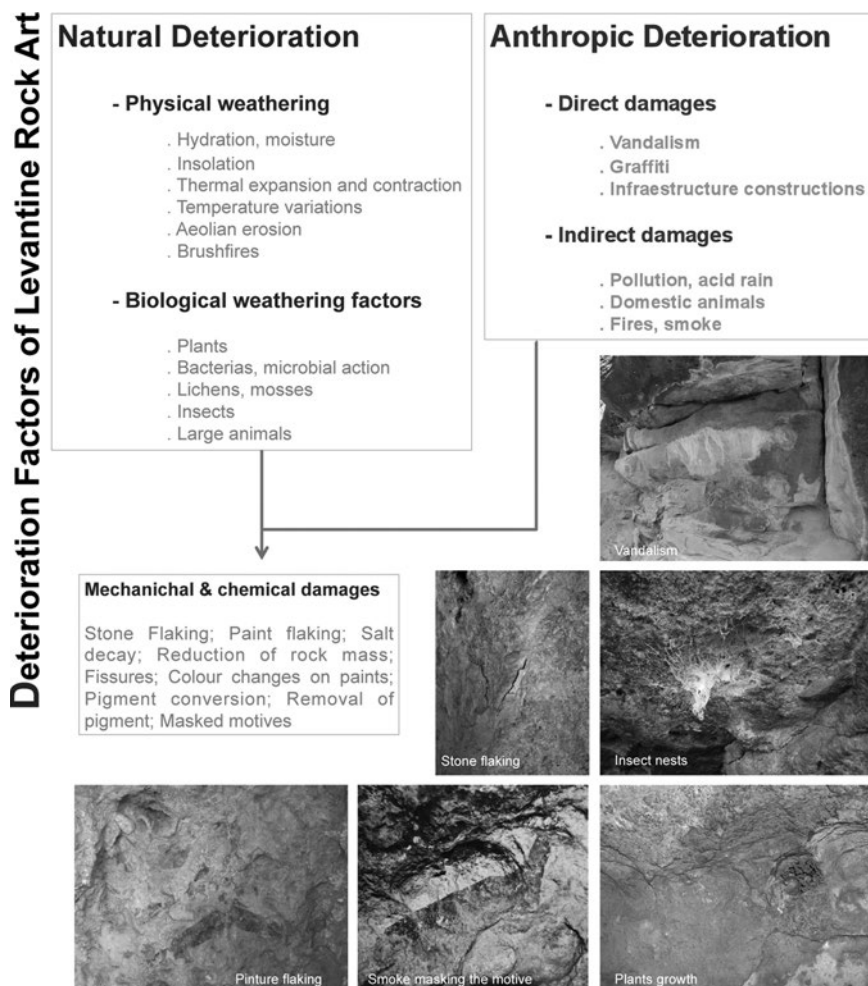 Deterioration Factors of Levantine Rock Art
Natural Deterioration
- Physical weathering
. Hydration, moisture
. Insolation
. Thermal expansion and contraction
. Temperature variations
. Aeolian erosion
. Brushfires
- Biological weathering factors
. Plants
. Bacterias, microbial action
. Lichens, mosses
. Insects
. Large animals
Anthropic Deterioration
- Direct damages
. Vandalism
. Graffiti
. Infraestructure constructions
- Indirect damages
. Pollution, acid rain
. Domestic animals
. Fires, smoke
Vandalism
Mechanichal & chemical damages
Stone Flaking; Paint flaking; Salt
decay; Reduction of rock mass;
Fissures; Colour changes on paints;
Pigment conversion; Removal of
pigment; Masked motives
Stone flaking
Insect nests
Pinture flaking
Smoke masking the motive
Plants growth